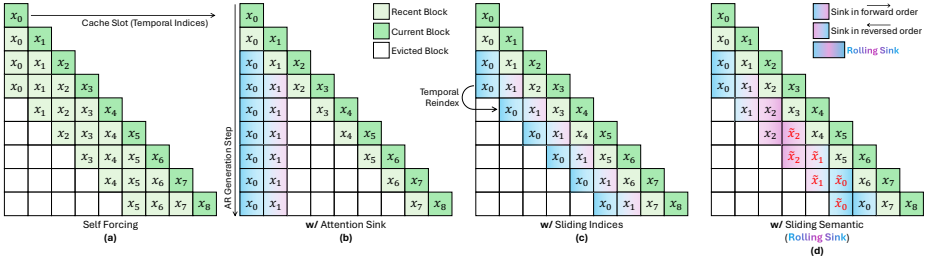 Cache Slot (Temporal Indices)
x₀
x₀ x₁
x₀ x₁ x₂
x₀ x₁ x₂ x₃
x₁ x₂ x₃ x₄
x₂ x₃ x₄ x₅
x₃ x₄ x₅ x₆
x₄ x₅ x₆ x₇
x₅ x₆ x₇ x₈
Self Forcing
(a)
AR Generation Step
Recent Block
Current Block
Evicted Block
x₀
x₀ x₁
x₀ x₁ x₂
x₀ x₁ x₂ x₃
x₀ x₁ x₃ x₄
x₀ x₁ x₄ x₅
x₀ x₁ x₅ x₆
x₀ x₁ x₆ x₇
x₀ x₁ x₇ x₈
w/ Attention Sink
(b)
Temporal
Reindex
x₀
x₀ x₁
x₀ x₁ x₂
x₀ x₁ x₂ x₃
x₀ x₁ x₃ x₄
x₀ x₁ x₄ x₅
x₀ x₁ x₅ x₆
x₀ x₁ x₆ x₇
x₀ x₁ x₇ x₈
w/ Sliding Indices
(c)
Sink in forward order
Sink in reversed order
Rolling Sink
x₀
x₀ x₁
x₀ x₁ x₂
x₀ x₁ x₂ x₃
x₁ x₂ x₃ x₄
x₂ x̃₂ x₄ x₅
x̃₂ x̃₁ x₅ x₆
x̃₁ x̃₀ x₆ x₇
x̃₀ x₀ x₇ x₈
w/ Sliding Semantic
(Rolling Sink)
(d)